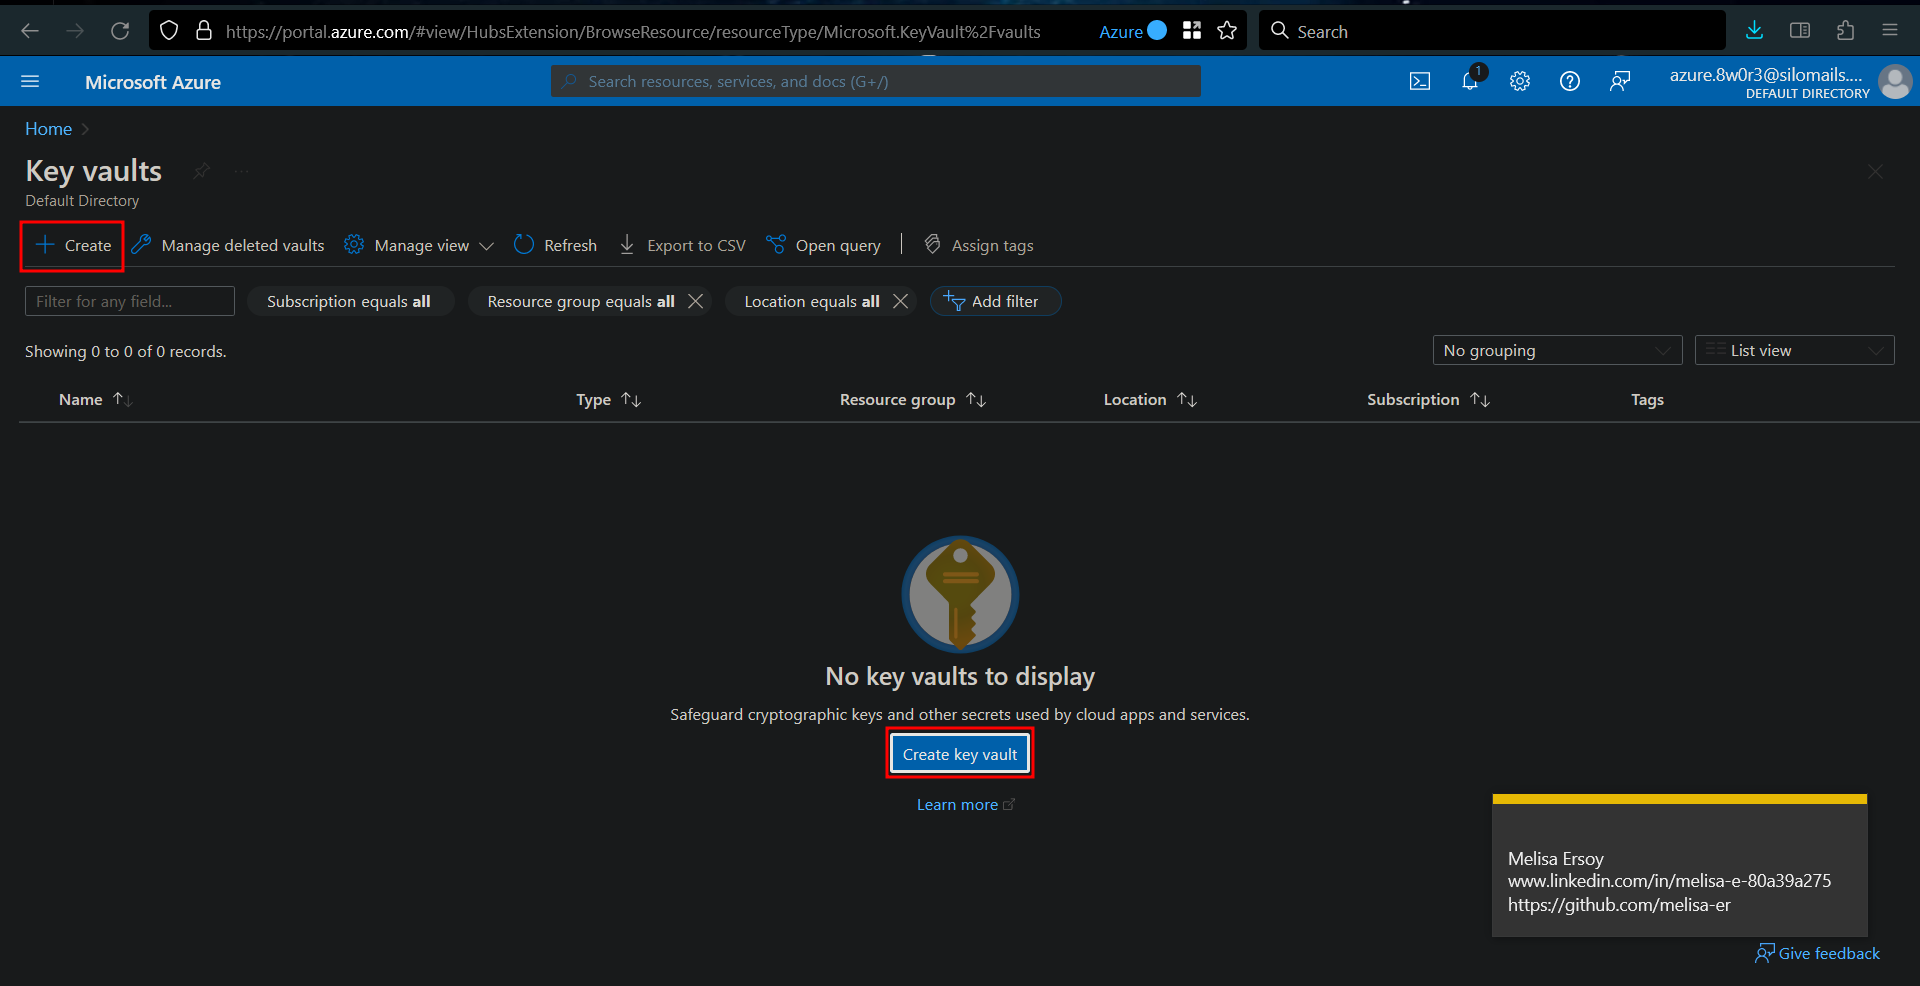 https://portal.azure.com/#view/HubsExtension/BrowseResource/resourceType/Microsoft.KeyVault%2Fvaults
Azure
Search
Microsoft Azure
Search resources, services, and docs (G+/)
1
azure.8w0r3@silomails....
DEFAULT DIRECTORY
Home
Key vaults
Default Directory
Create
Manage deleted vaults
Manage view
Refresh
Export to CSV
Open query
Assign tags
Filter for any field...
Subscription equals all
Resource group equals all
Location equals all
Add filter
Showing 0 to 0 of 0 records.
No grouping
List view
Name
Type
Resource group
Location
Subscription
Tags
No key vaults to display
Safeguard cryptographic keys and other secrets used by cloud apps and services.
Create key vault
Learn more
Melisa Ersoy
www.linkedin.com/in/melisa-e-80a39a275
https://github.com/melisa-er
Give feedback